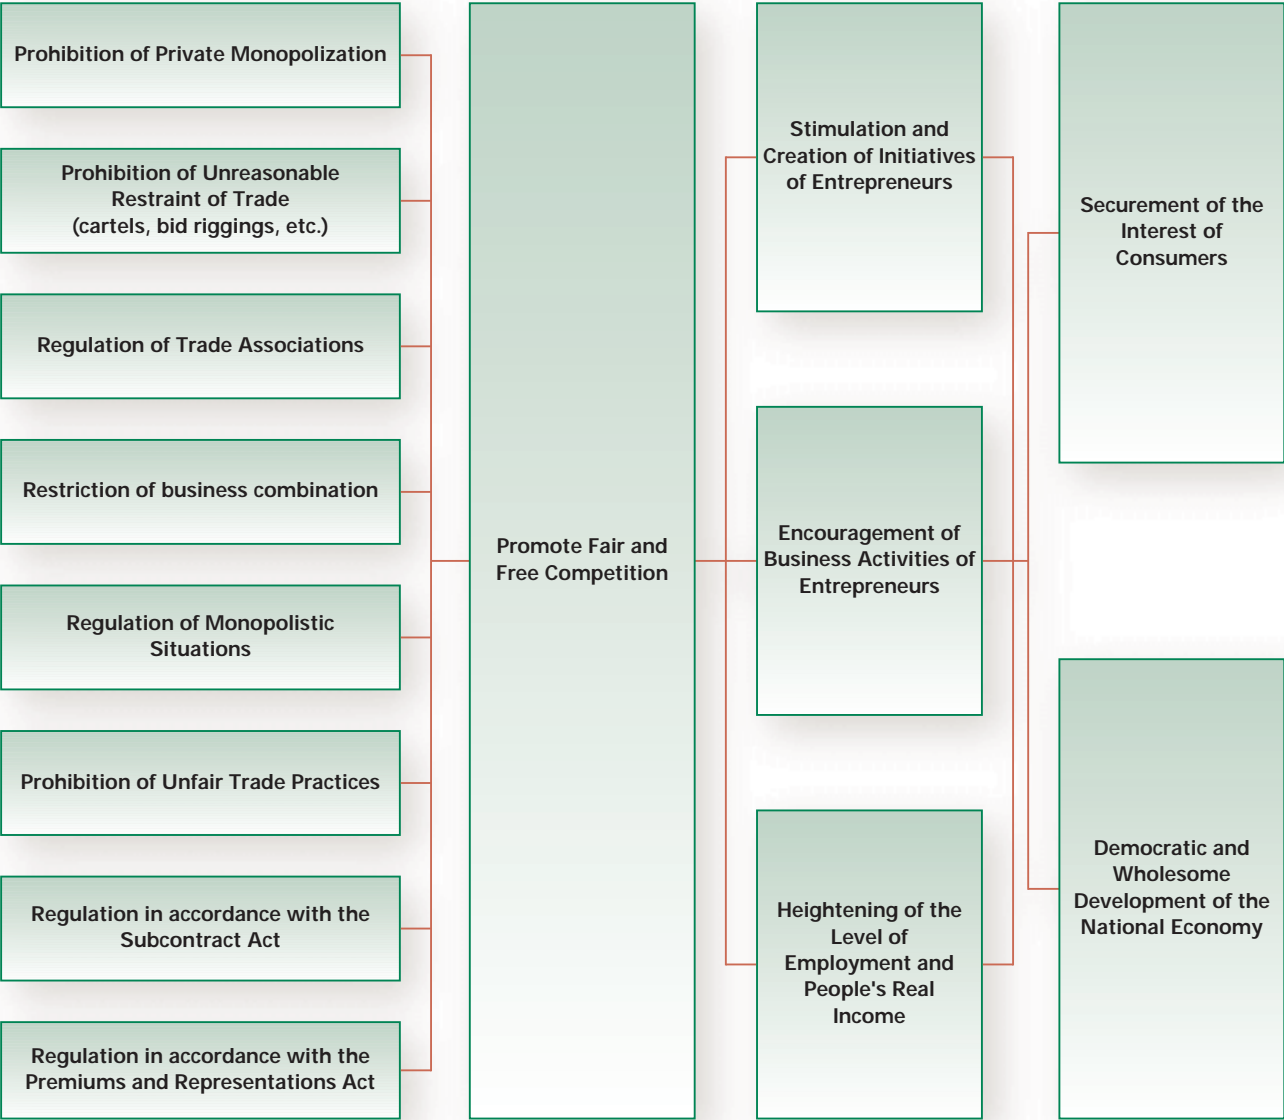 Prohibition of Private Monopolization
Prohibition of Unreasonable
Restraint of Trade
(cartels, bid riggings, etc.)
Regulation of Trade Associations
Restriction of business combination
Regulation of Monopolistic
Situations
Prohibition of Unfair Trade Practices
Regulation in accordance with the
Subcontract Act
Regulation in accordance with the
Premiums and Representations Act
Promote Fair and
Free Competition
Stimulation and
Creation of Initiatives
of Entrepreneurs
Encouragement of
Business Activities of
Entrepreneurs
Heightening of the
Level of
Employment and
People's Real
Income
Securement of the
Interest of
Consumers
Democratic and
Wholesome
Development of the
National Economy